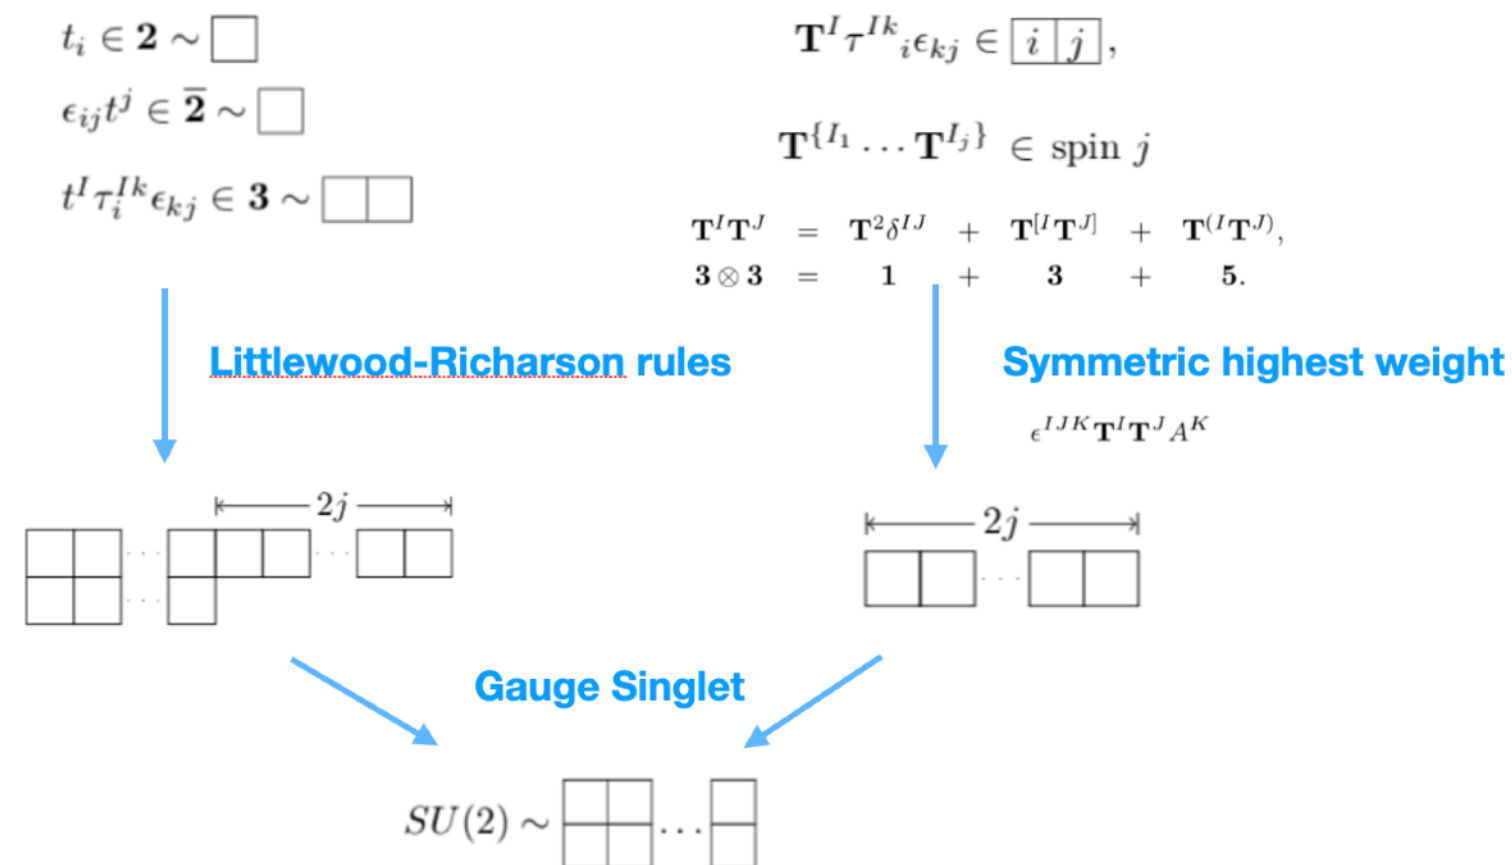 t_i ∈ 2 ~ □
ϵ_{ij} t^j ∈ \overline{2} ~ □
t^I τ_i^{Ik} ϵ_{kj} ∈ 3 ~ □□
T^I τ^{Ik}{}_i ϵ_{kj} ∈ [i][j],
T^{\{I_1} ... T^{I_j\}} ∈ spin j
T^I T^J = T^2 δ^{IJ} + T^{[I} T^{J]} + T^{(I} T^{J)},
3 ⊗ 3 = 1 + 3 + 5.
Littlewood-Richarson rules
Symmetric highest weight
ϵ^{IJK} T^I T^J A^K
2j
2j
Gauge Singlet
SU(2) ~